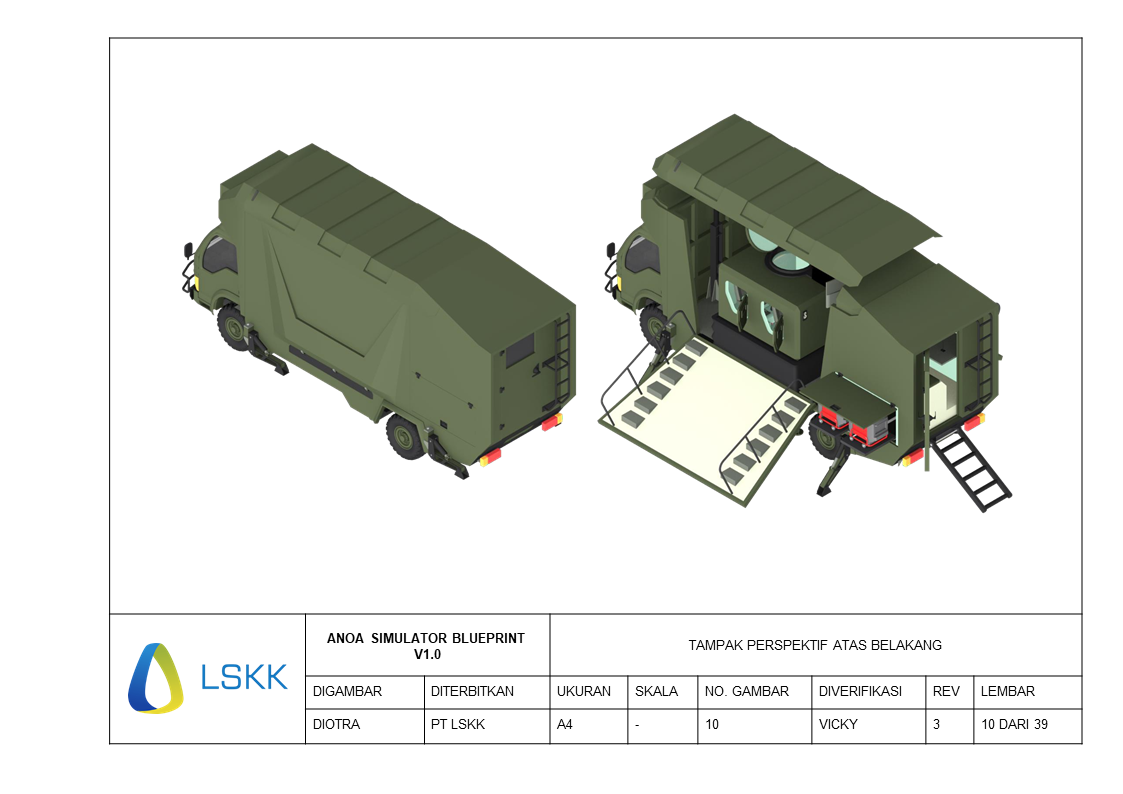 ANOA SIMULATOR BLUEPRINT
V1.0
TAMPAK PERSPEKTIF ATAS BELAKANG
LSKK
DIGAMBAR DITERBITKAN UKURAN SKALA NO. GAMBAR DIVERIFIKASI REV LEMBAR
DIOTRA PT LSKK A4 - 10 VICKY 3 10 DARI 39